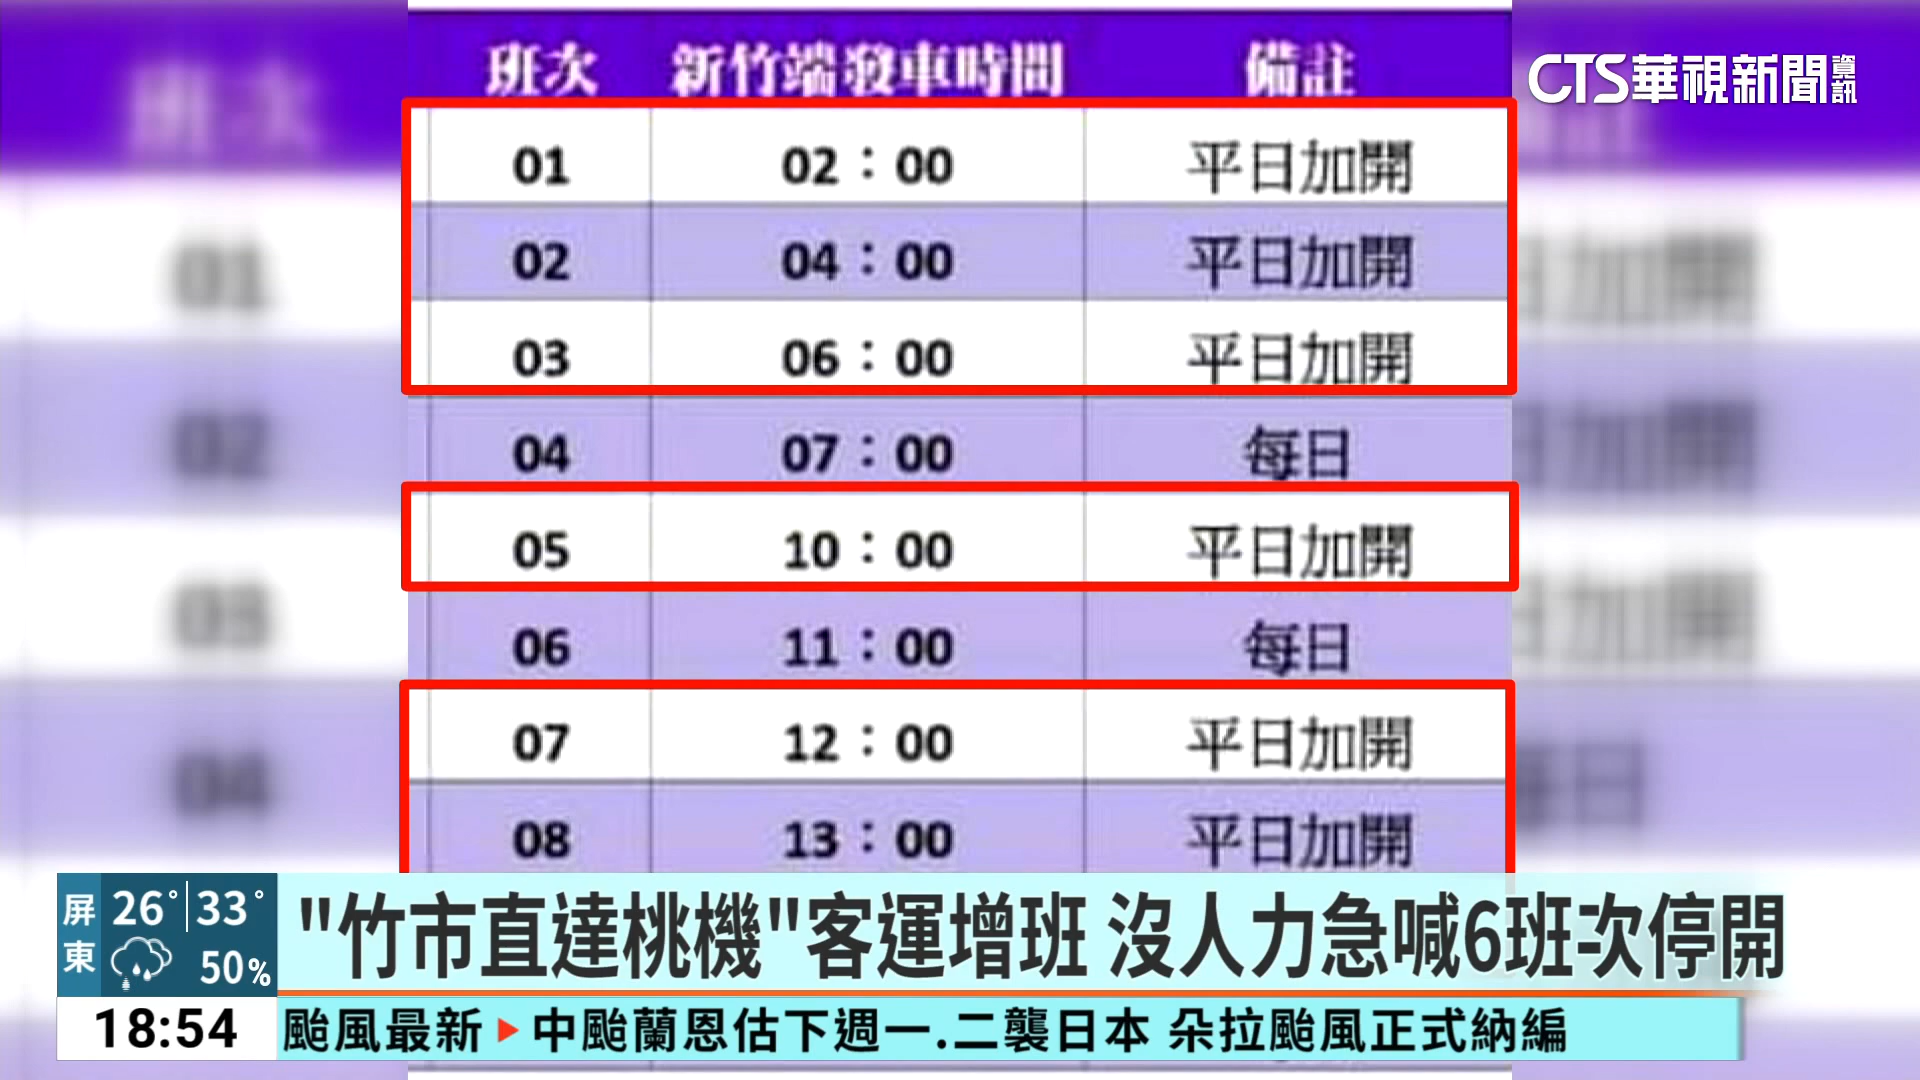 班次 新竹端發車時間 備註
CTS華視新聞資訊
01 02：00 平日加開
02 04：00 平日加開
03 06：00 平日加開
04 07：00 每日
05 10：00 平日加開
06 11：00 每日
07 12：00 平日加開
08 13：00 平日加開
屏東 26° 33° 50%
"竹市直達桃機"客運增班 沒人力急喊6班次停開
18:54 颱風最新▶中颱蘭恩估下週一.二襲日本 朵拉颱風正式納編